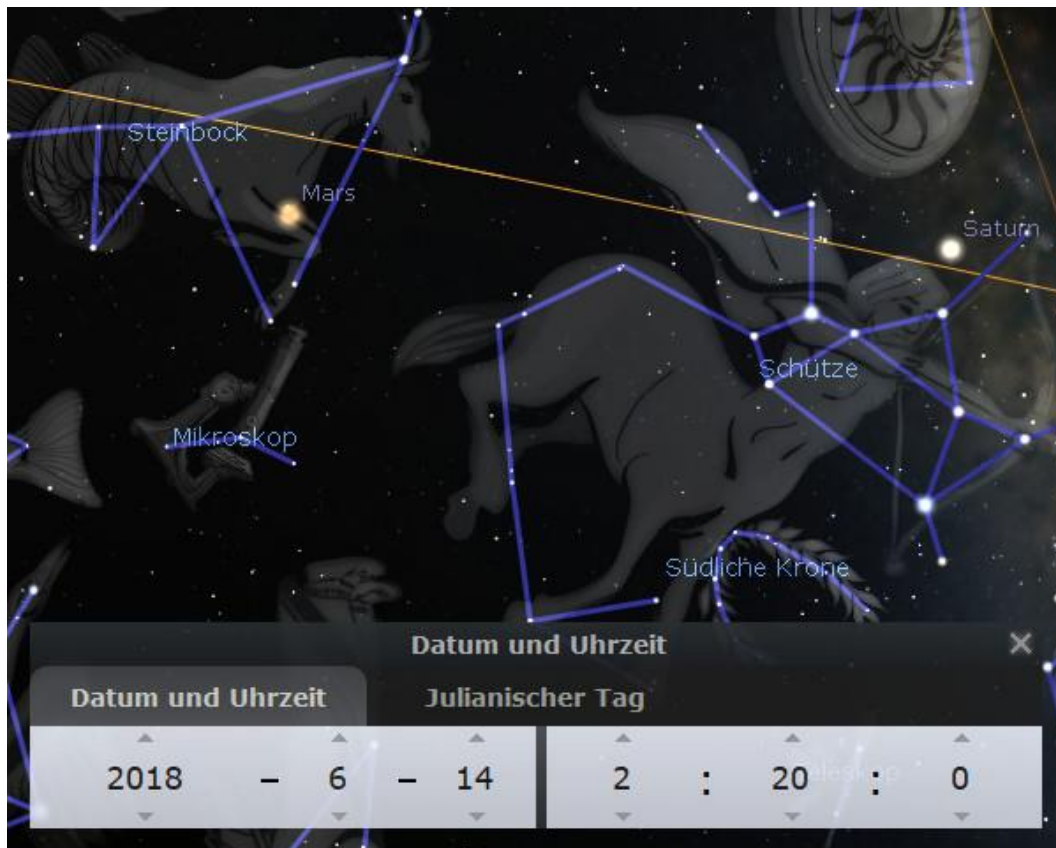 Steinbock
Mars
Saturn
Schütze
Mikroskop
Südliche Krone
Datum und Uhrzeit ×
Datum und Uhrzeit Julianischer Tag
2018 – 6 – 14 2 : 20 : 0